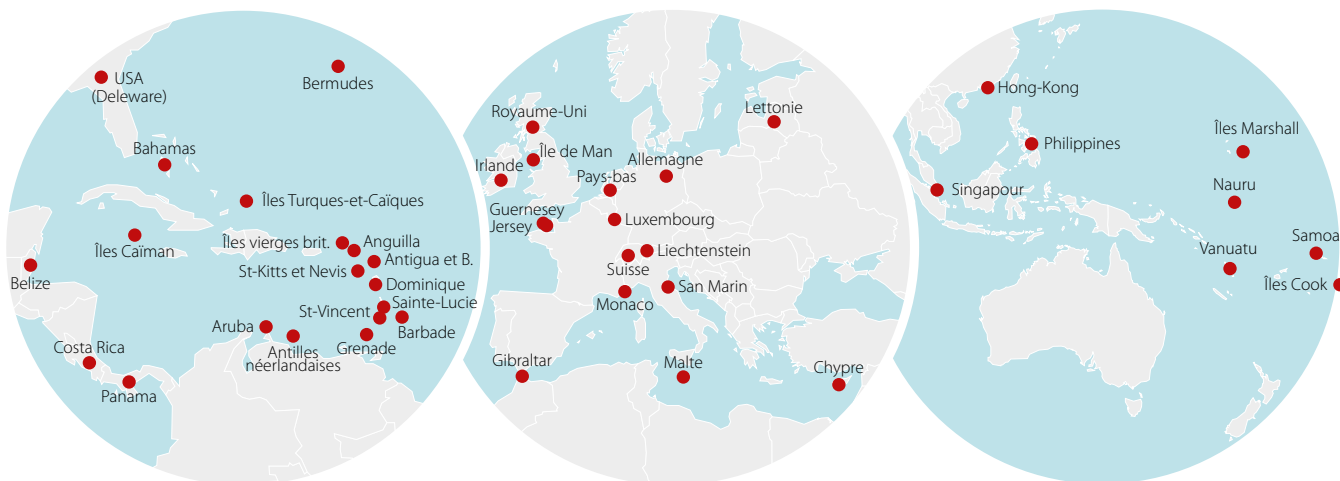 USA
(Deleware)
Bermudes
Bahamas
Îles Turques-et-Caïques
Îles Caïman
Îles vierges brit.
Anguilla
Antigua et B.
St-Kitts et Nevis
Belize
Dominique
Sainte-Lucie
St-Vincent
Barbade
Aruba
Grenade
Antilles
néerlandaises
Costa Rica
Panama
Royaume-Uni
Lettonie
Île de Man
Allemagne
Irlande
Pays-bas
Guernesey
Jersey
Luxembourg
Liechtenstein
Suisse
San Marin
Monaco
Gibraltar
Malte
Chypre
Hong-Kong
Philippines
Îles Marshall
Singapour
Nauru
Samoa
Vanuatu
Îles Cook